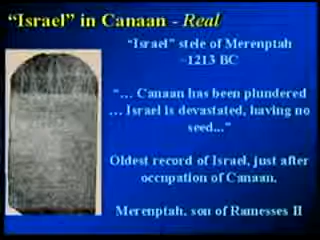 “Israel” in Canaan - Real
“Israel” stele of Merenptah
~1213 BC
“… Canaan has been plundered
… Israel is devastated, having no
seed...”
Oldest record of Israel, just after
occupation of Canaan.
Merenptah, son of Ramesses II